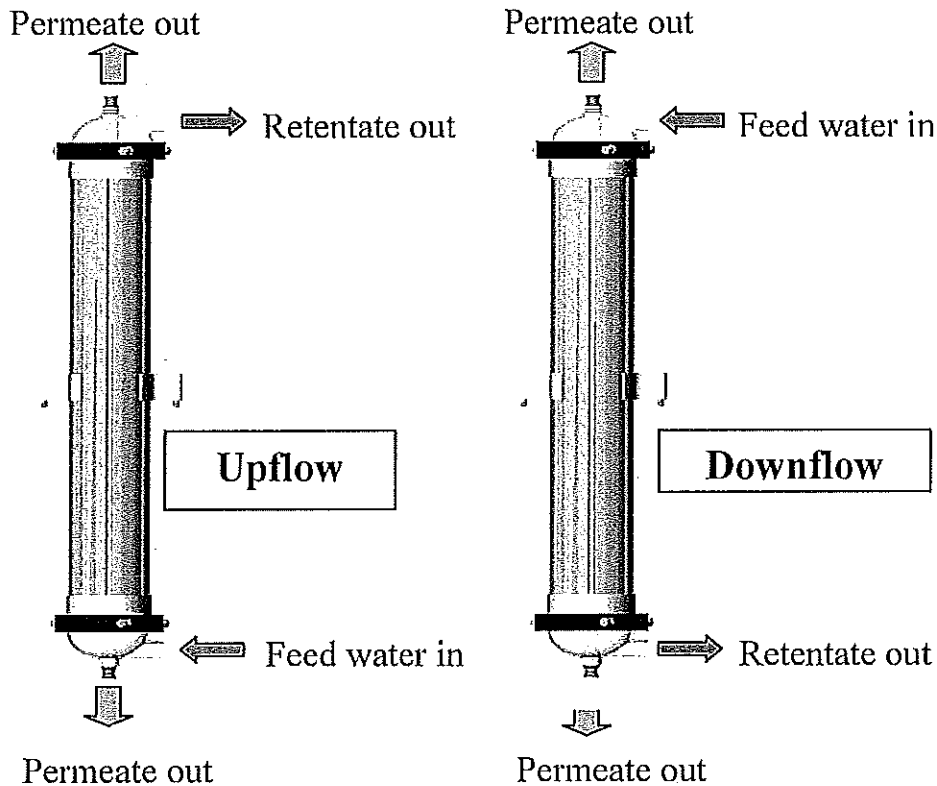 Permeate out
Retentate out
Upflow
Feed water in
Permeate out
Permeate out
Feed water in
Downflow
Retentate out
Permeate out